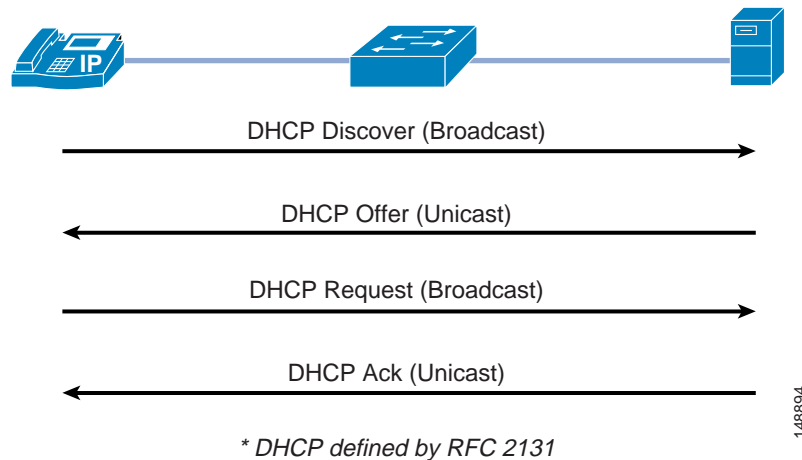 IP
DHCP Discover (Broadcast)
DHCP Offer (Unicast)
DHCP Request (Broadcast)
DHCP Ack (Unicast)
148894
* DHCP defined by RFC 2131